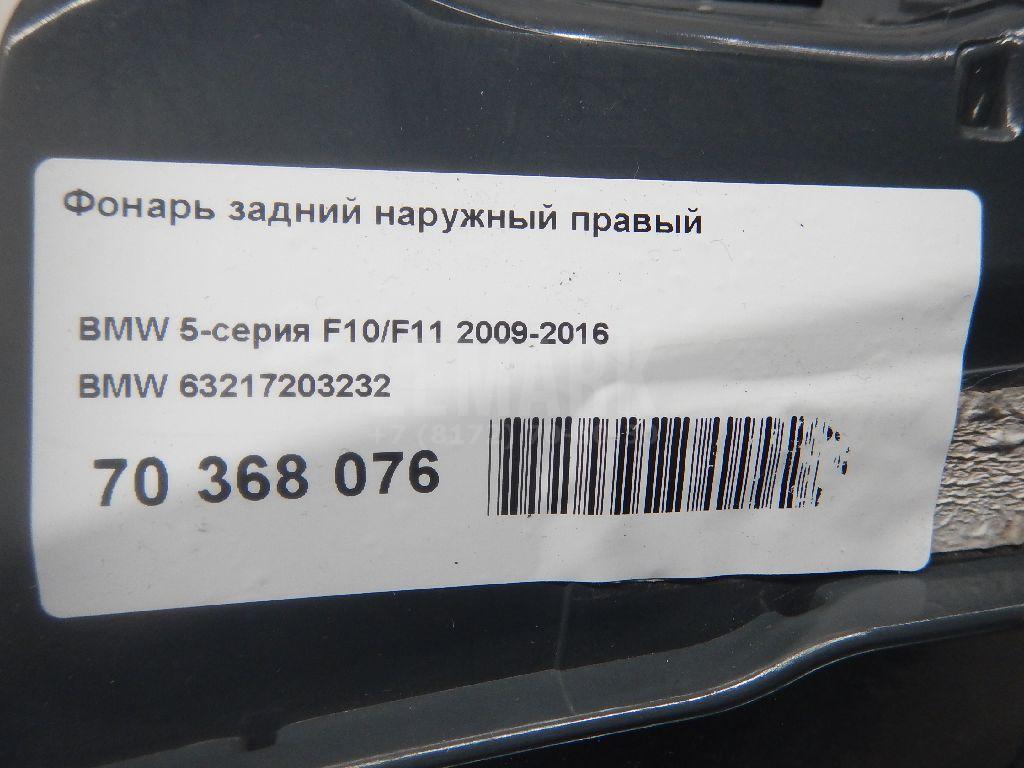 Фонарь задний наружный правый
BMW 5-серия F10/F11 2009-2016
BMW 63217203232
70 368 076